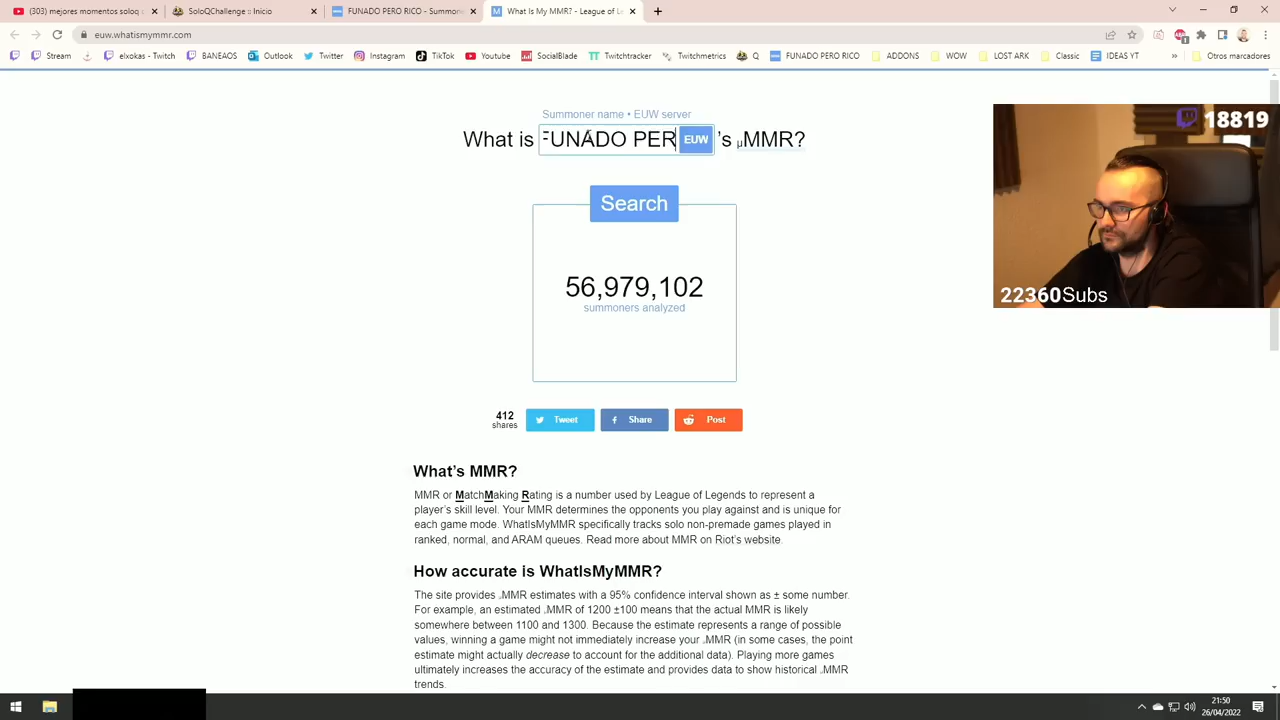 (303) mejores momentos soloq
SoloQChallenge :: Inicio
FUNADO PERO RICO - Summon
What Is My MMR? - League of L
euw.whatismymmr.com
Stream
elxokas - Twitch
BANEAOS
Outlook
Twitter
Instagram
TikTok
Youtube
SocialBlade
Twitchtracker
Twitchmetrics
Q
FUNADO PERO RICO
ADDONS
WOW
LOST ARK
Classic
IDEAS YT
»
Otros marcadores
Summoner name • EUW server
What is FUNADO PER EUW 's μMMR?
18819
Search
56,979,102
summoners analyzed
22360Subs
412
shares
Tweet
Share
Post
What's MMR?
MMR or MatchMaking Rating is a number used by League of Legends to represent a
player's skill level. Your MMR determines the opponents you play against and is unique for
each game mode. WhatIsMyMMR specifically tracks solo non-premade games played in
ranked, normal, and ARAM queues. Read more about MMR on Riot's website
How accurate is WhatIsMyMMR?
The site provides μMMR estimates with a 95% confidence interval shown as ± some number.
For example, an estimated μMMR of 1200 ±100 means that the actual MMR is likely
somewhere between 1100 and 1300. Because the estimate represents a range of possible
values, winning a game might not immediately increase your μMMR (in some cases, the point
estimate might actually decrease to account for the additional data). Playing more games
ultimately increases the accuracy of the estimate and provides data to show historical μMMR
trends.
21:50
26/04/2022